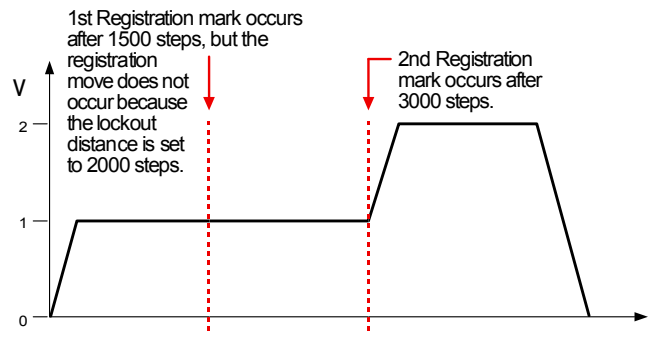 1st Registration mark occurs
after 1500 steps, but the
registration
move does not
occur because
the lockout
distance is set
to 2000 steps.
2nd Registration
mark occurs after
3000 steps.
V
2
1
0